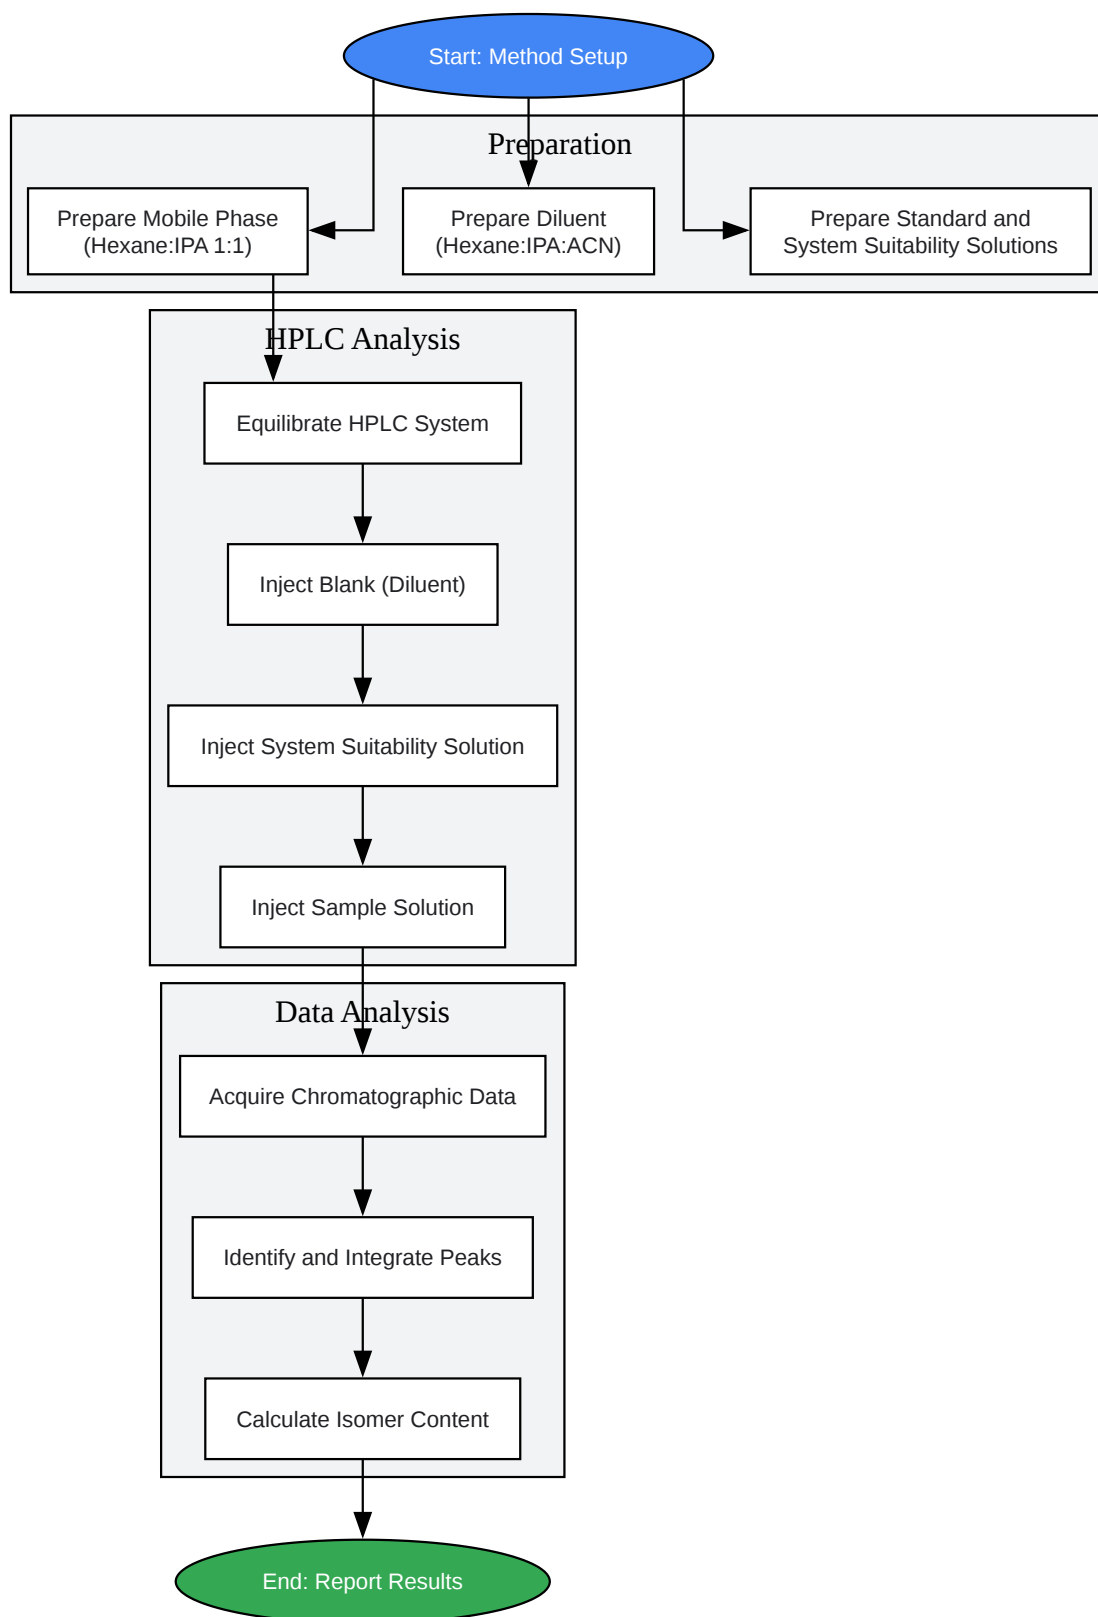 Start: Method Setup
Preparation
Prepare Mobile Phase
(Hexane:IPA 1:1)
Prepare Diluent
(Hexane:IPA:ACN)
Prepare Standard and
System Suitability Solutions
HPLC Analysis
Equilibrate HPLC System
Inject Blank (Diluent)
Inject System Suitability Solution
Inject Sample Solution
Data Analysis
Acquire Chromatographic Data
Identify and Integrate Peaks
Calculate Isomer Content
End: Report Results